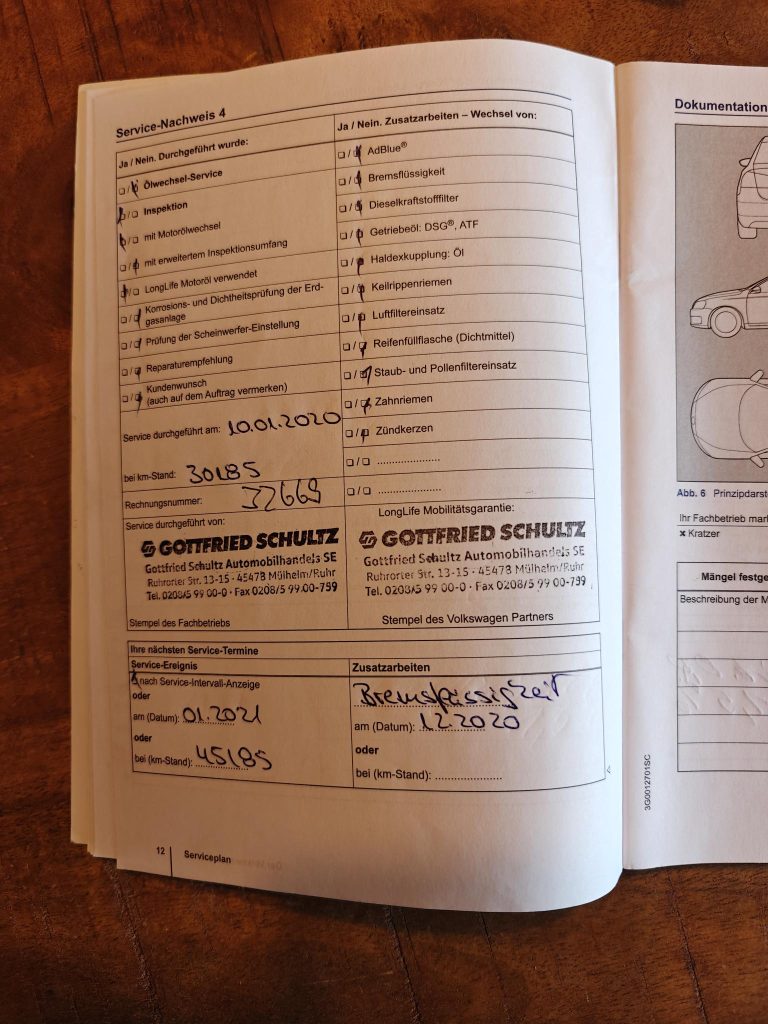 Service-Nachweis 4
Ja / Nein. Durchgeführt wurde:
Ölwechsel-Service
Inspektion
mit Motorölwechsel
mit erweitertem Inspektionsumfang
LongLife Motoröl verwendet
Korrosions- und Dichtheitsprüfung der Erd-
gasanlage
Prüfung der Scheinwerfer-Einstellung
Reparaturempfehlung
Kundenwunsch
(auch auf dem Auftrag vermerken)
Service durchgeführt am: 10.01.2020
bei km-Stand: 30185
Rechnungsnummer: 32669
Ja / Nein. Zusatzarbeiten – Wechsel von:
AdBlue®
Bremsflüssigkeit
Dieselkraftstofffilter
Getriebeöl: DSG®, ATF
Haldexkupplung: Öl
Keilrippenriemen
Luftfiltereinsatz
Reifenfüllflasche (Dichtmittel)
Staub- und Pollenfiltereinsatz
Zahnriemen
Zündkerzen
Service durchgeführt von:
GOTTFRIED SCHULTZ
Gottfried Schultz Automobilhandels SE
Ruhrorter Str. 13-15 · 45478 Mülheim/Ruhr
Tel. 0208/5 99 00-0 · Fax 0208/5 99 00-799
Stempel des Fachbetriebs
LongLife Mobilitätsgarantie:
GOTTFRIED SCHULTZ
Gottfried Schultz Automobilhandels SE
Ruhrorter Str. 13-15 · 45478 Mülheim/Ruhr
Tel. 0208/5 99 00-0 · Fax 0208/5 99 00-799
Stempel des Volkswagen Partners
Ihre nächsten Service-Termine
Service-Ereignis
nach Service-Intervall-Anzeige
oder
am (Datum): 01.2021
oder
bei (km-Stand): 45185
Zusatzarbeiten
am (Datum): 12.2020
oder
bei (km-Stand):
12
Serviceplan
Dokumentation
Abb. 6 Prinzipdarst
Ihr Fachbetrieb mar
× Kratzer
Mängel festge
Beschreibung der M
3G0012701SC